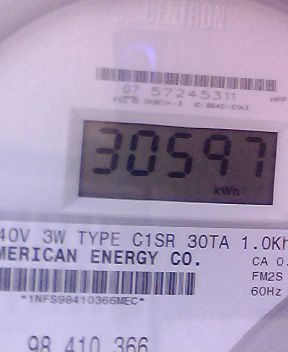 CENTRON
07 57245311
30597
kWh
40V 3W TYPE C1SR 30TA 1.0Kh
MERICAN ENERGY CO.
CA 0.
FM2S
60Hz
*1NFS98410366MEC*
98 410 366